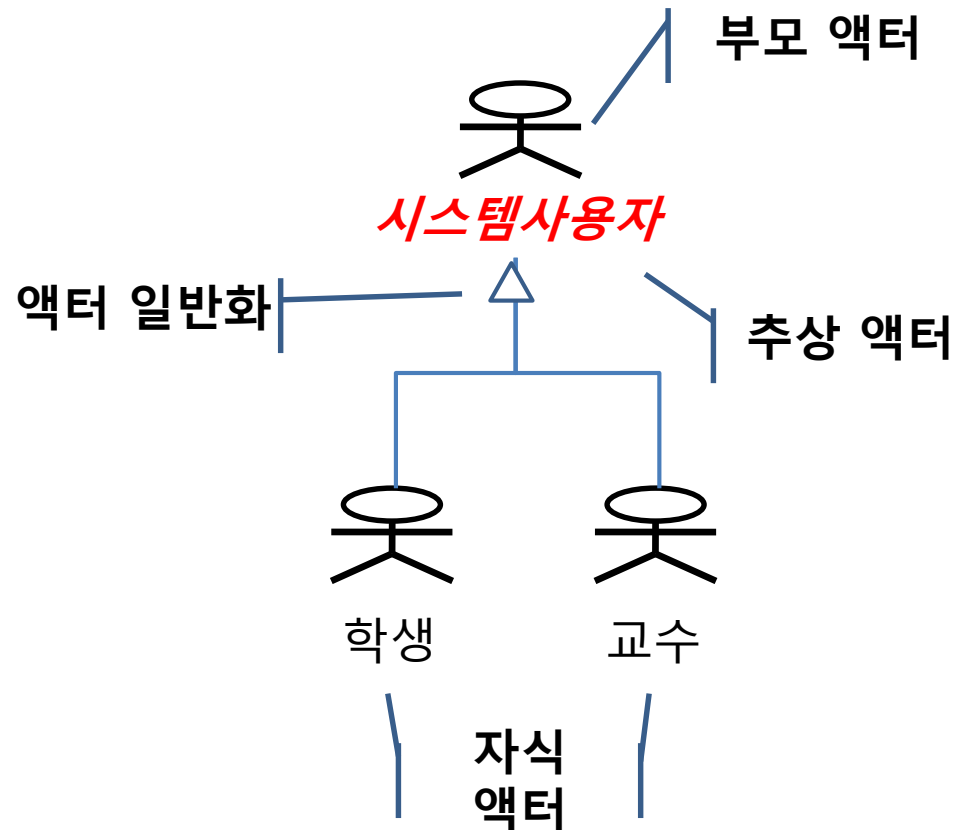 부모 액터
시스템사용자
액터 일반화
추상 액터
학생
교수
자식
액터